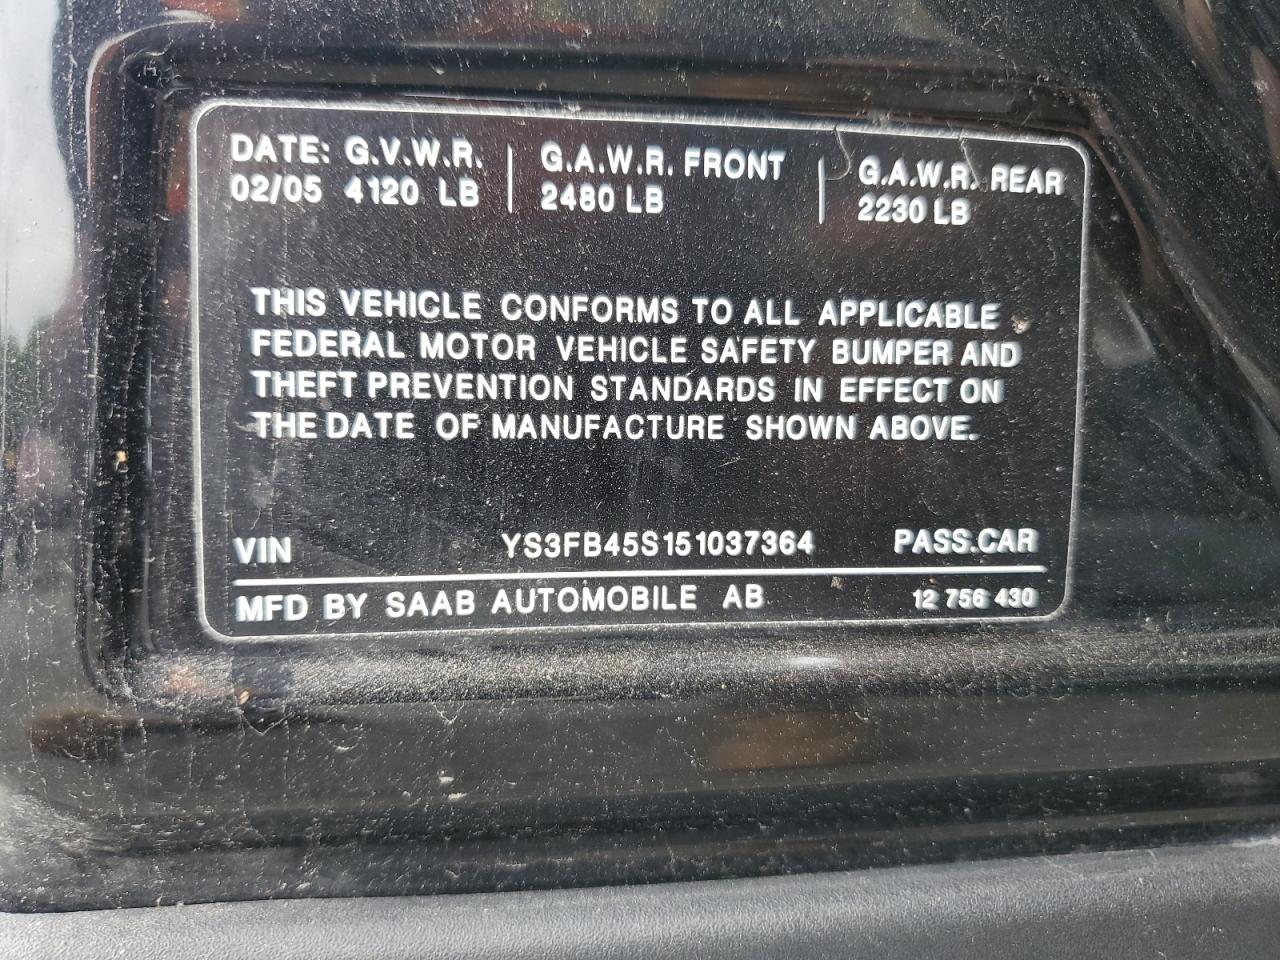 DATE: G.V.W.R. | G.A.W.R. FRONT | G.A.W.R. REAR
02/05 4120 LB | 2480 LB | 2230 LB
THIS VEHICLE CONFORMS TO ALL APPLICABLE
FEDERAL MOTOR VEHICLE SAFETY BUMPER AND
THEFT PREVENTION STANDARDS IN EFFECT ON
THE DATE OF MANUFACTURE SHOWN ABOVE.
VIN YS3FB45S151037364 PASS.CAR
MFD BY SAAB AUTOMOBILE AB 12 756 430